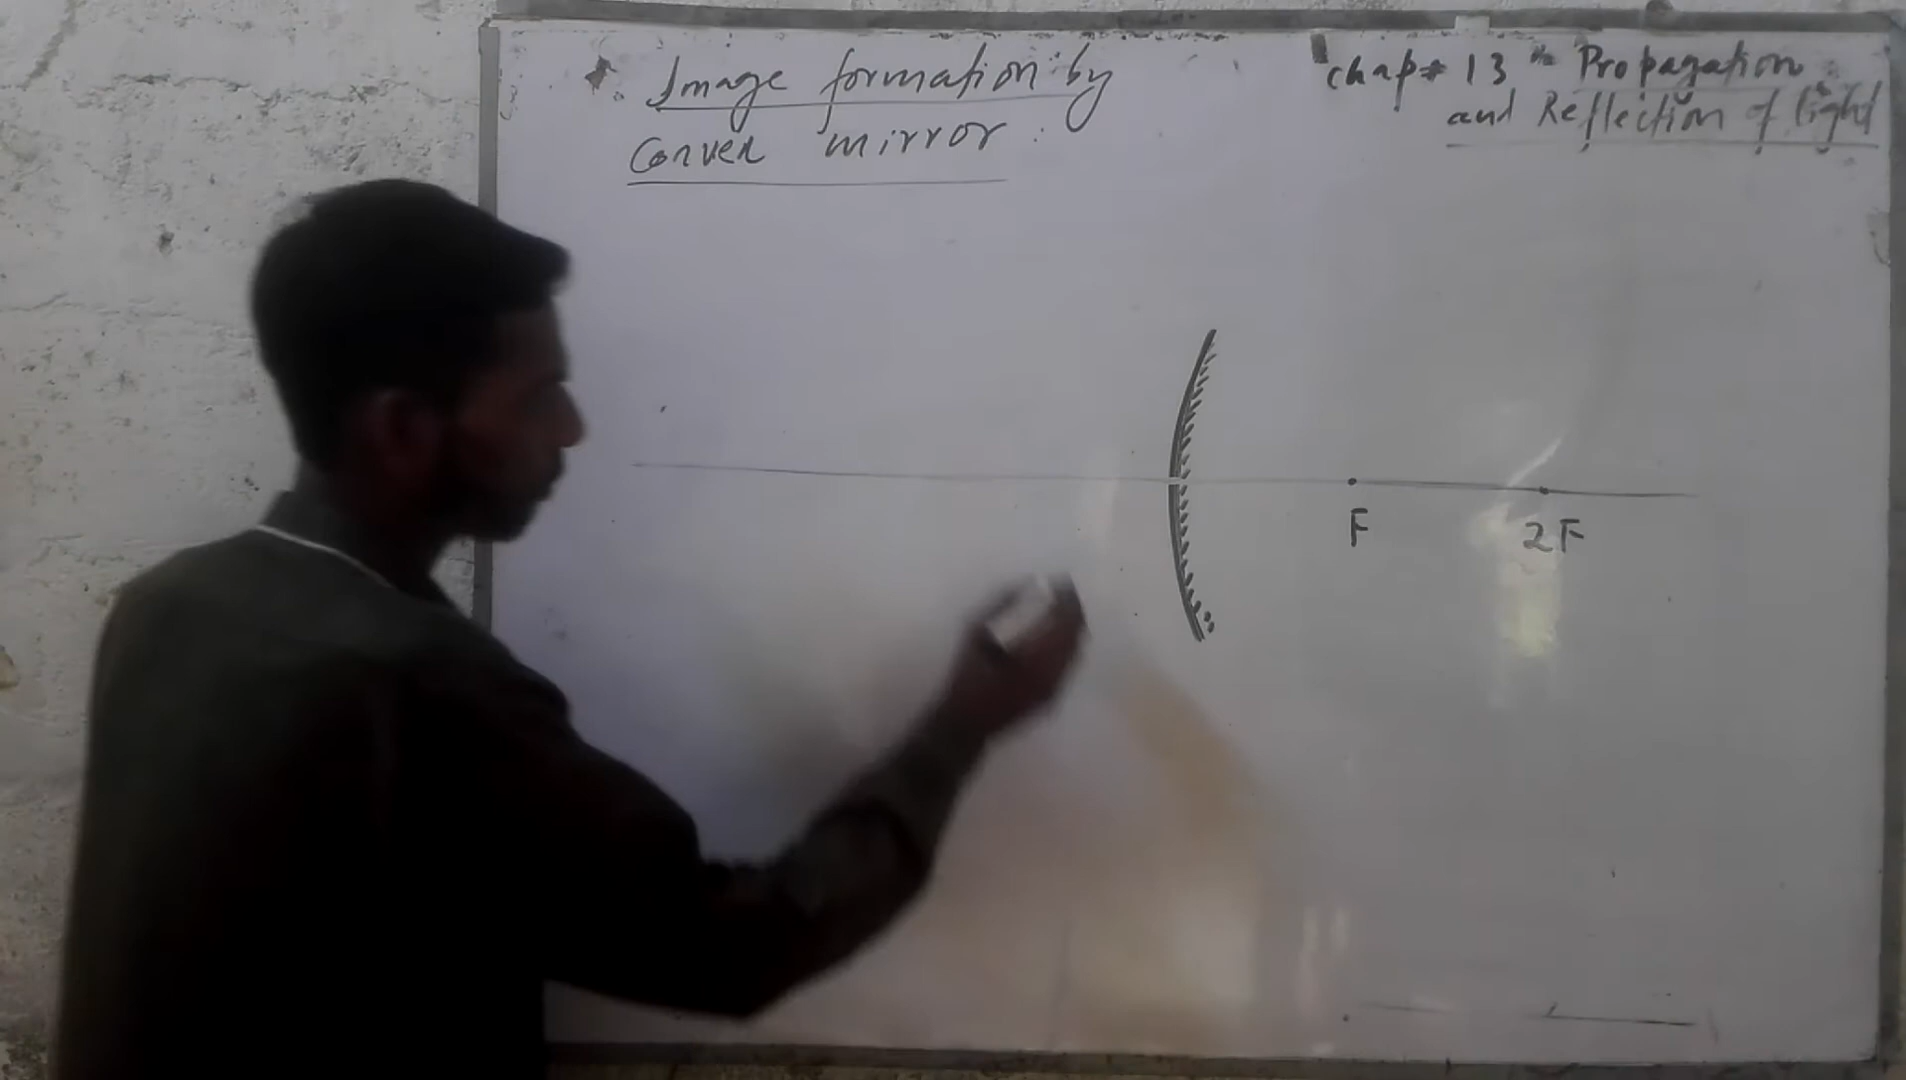 Image formation by
Convex mirror
chap# 13 Propagation
and Reflection of light
F
2F